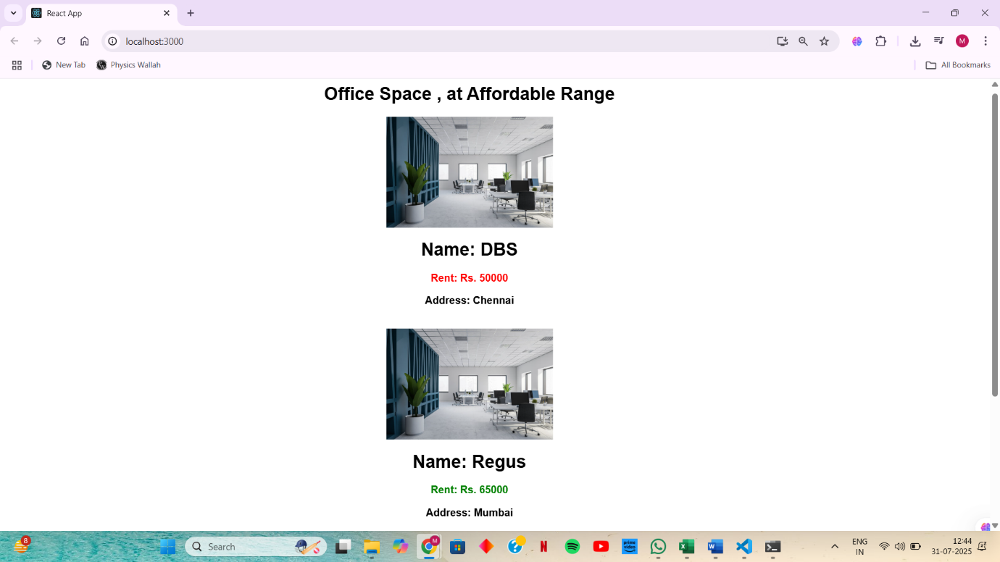 React App
localhost:3000
M
New Tab
Physics Wallah
All Bookmarks
Office Space , at Affordable Range
Name: DBS
Rent: Rs. 50000
Address: Chennai
Name: Regus
Rent: Rs. 65000
Address: Mumbai
8
Search
M
N
prime video
ENG
IN
12:44
31-07-2025